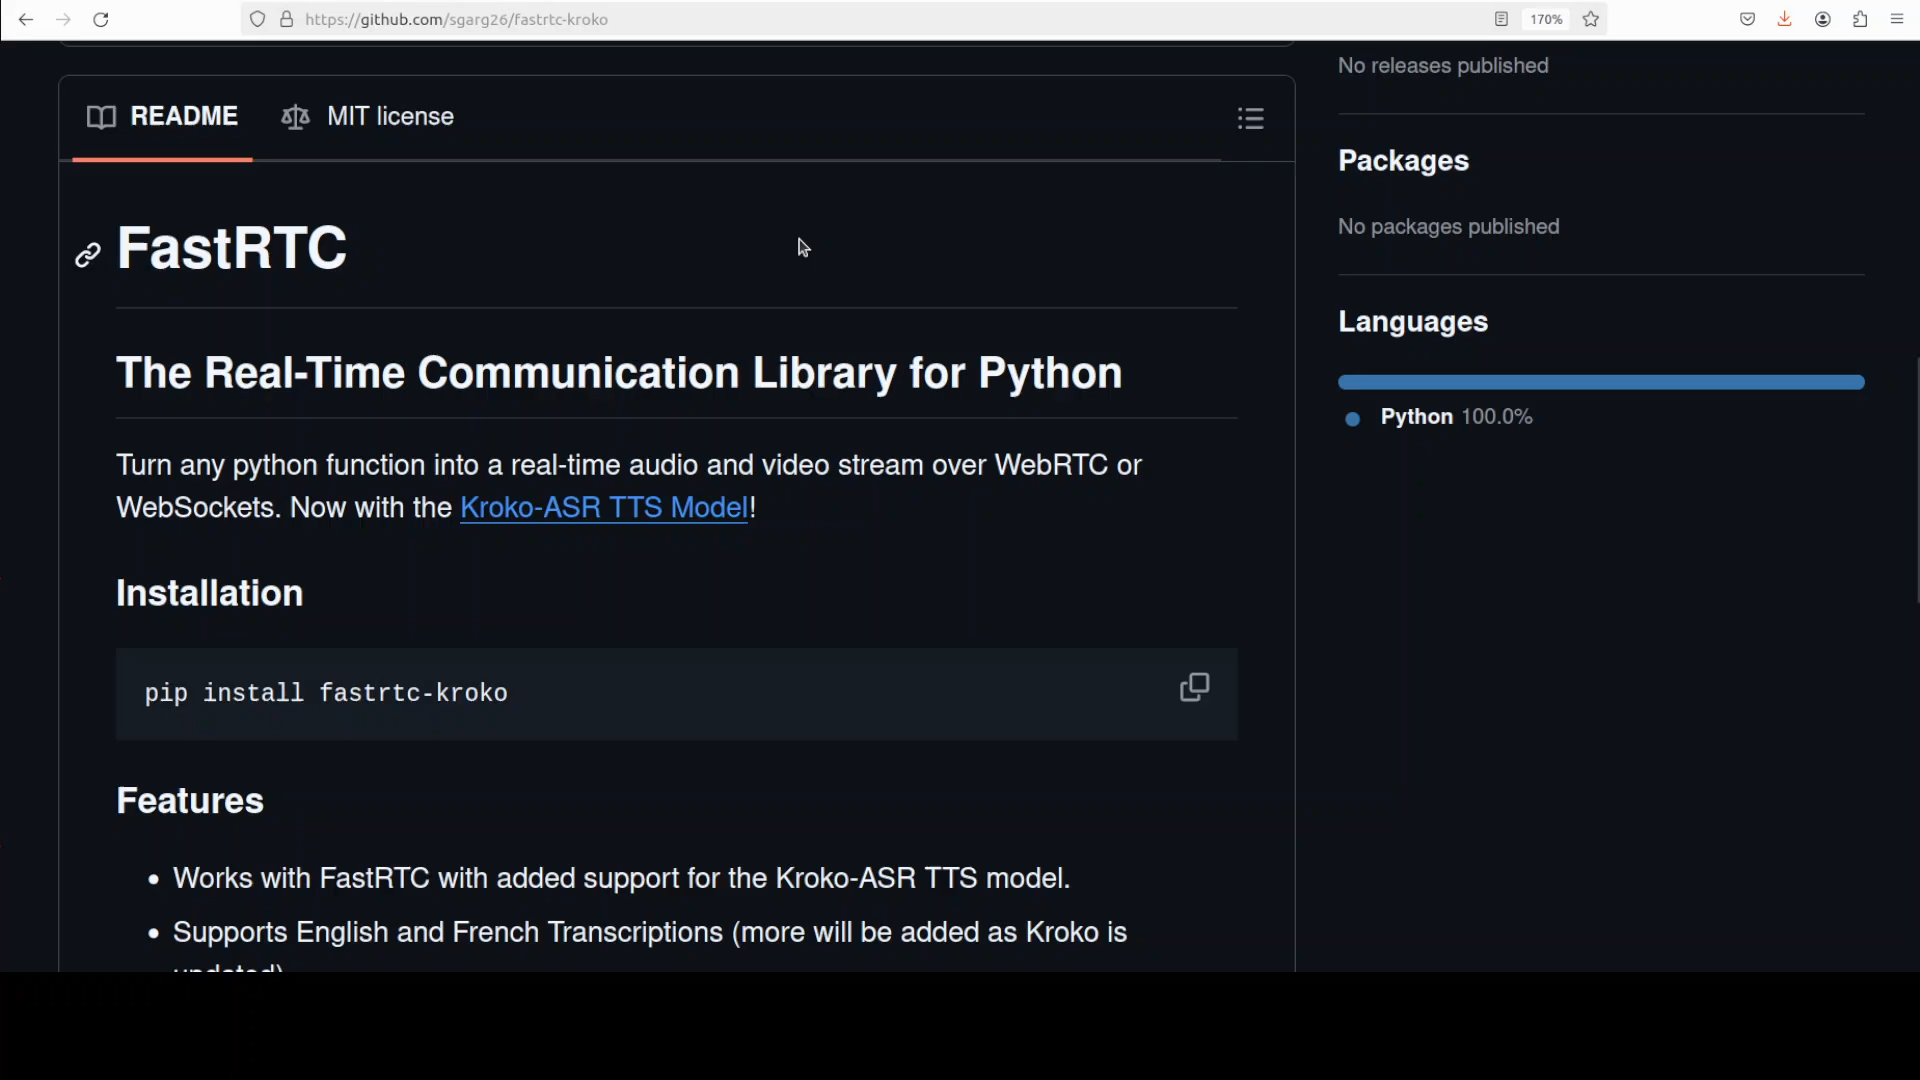 https://github.com/sgarg26/fastrtc-kroko
170%
README
MIT license
FastRTC
The Real-Time Communication Library for Python
Turn any python function into a real-time audio and video stream over WebRTC or
WebSockets. Now with the Kroko-ASR TTS Model!
Installation
pip install fastrtc-kroko
Features
• Works with FastRTC with added support for the Kroko-ASR TTS model.
• Supports English and French Transcriptions (more will be added as Kroko is
updated)
No releases published
Packages
No packages published
Languages
Python 100.0%